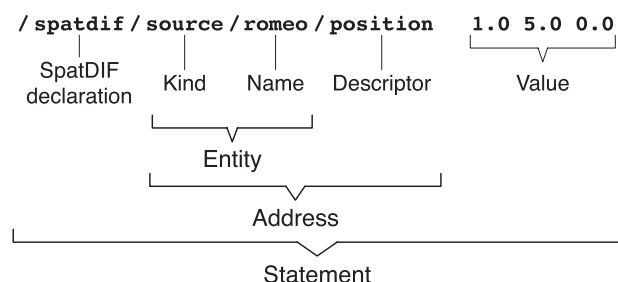 /spatdif/source/romeo/position 1.0 5.0 0.0
SpatDIF
declaration
Kind
Name
Descriptor
Value
Entity
Address
Statement